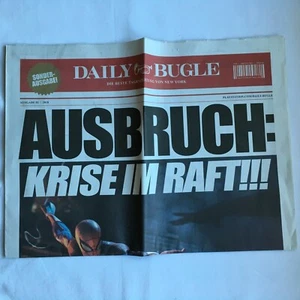 SONDER-
AUSGABE!
DAILY BUGLE
AUSBRUCH:
KRISE IM RAFT!!!